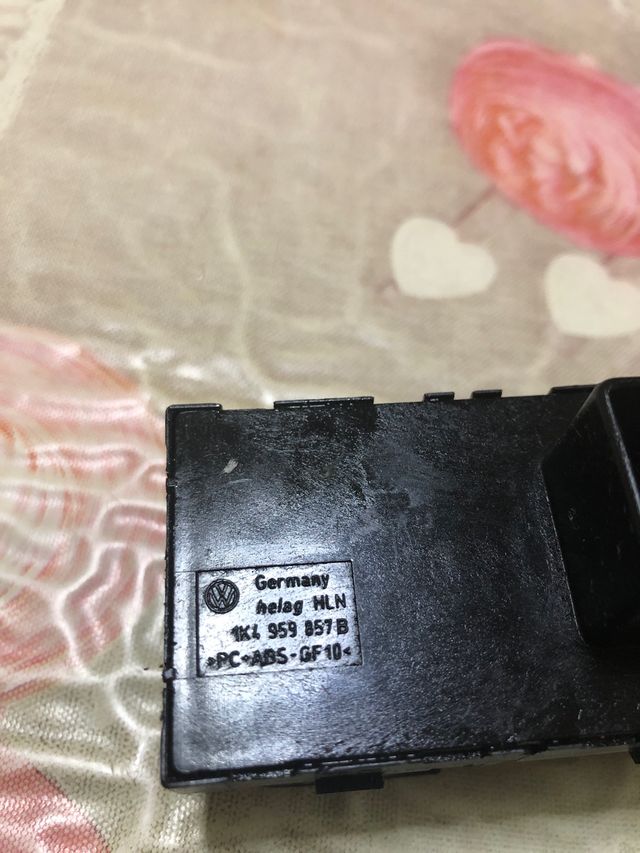 Germany
helag HLN
1K4 959 857 B
>PC+ABS-GF10<